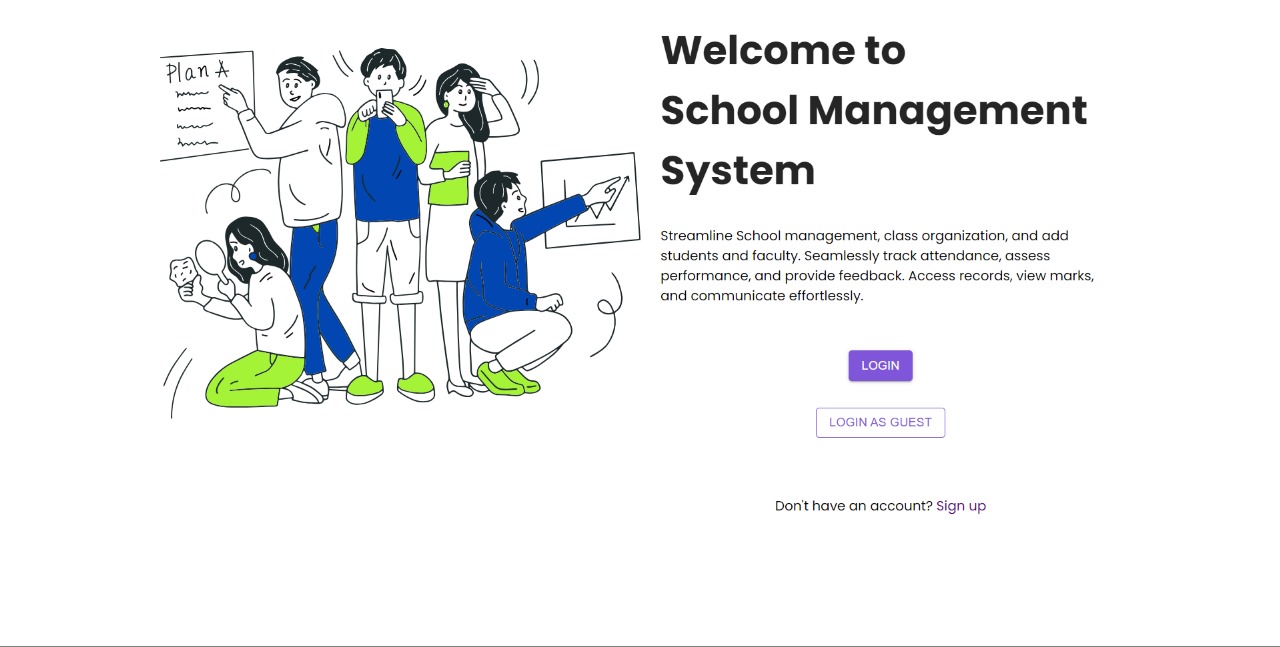 Plan A
Welcome to
School Management
System
Streamline School management, class organization, and add
students and faculty. Seamlessly track attendance, assess
performance, and provide feedback. Access records, view marks,
and communicate effortlessly.
LOGIN
LOGIN AS GUEST
Don't have an account? Sign up